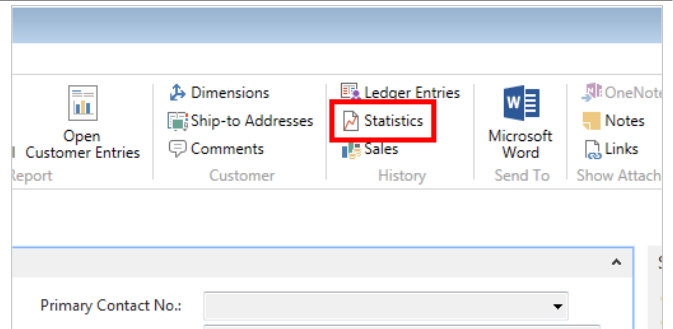 Dimensions
Ledger Entries
OneNote
Ship-to Addresses
Statistics
Notes
Open
Customer Entries
Comments
Sales
Microsoft
Word
Links
Report
Customer
History
Send To
Show Attach
Primary Contact No.: